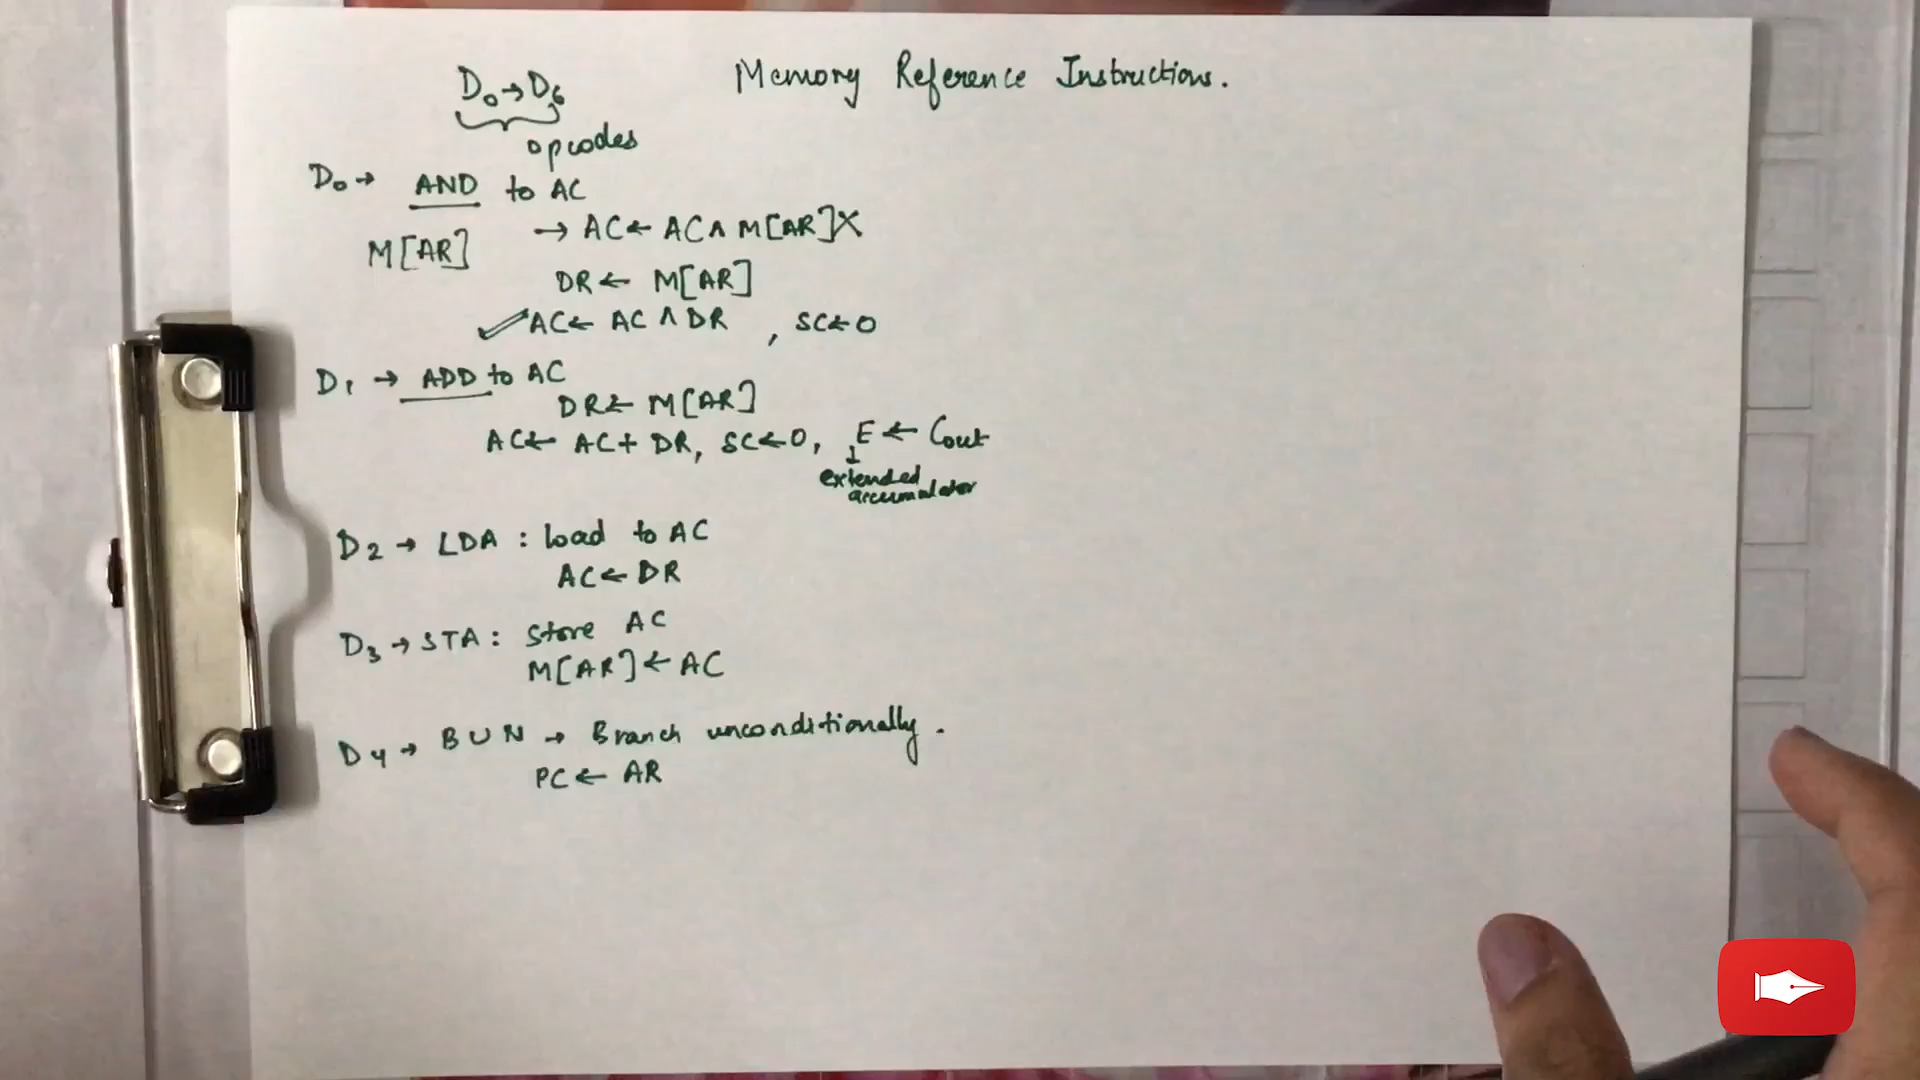 Memory Reference Instructions.
D0→D6
opcodes
D0→ AND to AC
M[AR] → AC← AC∧ M[AR]X
DR← M[AR]
AC← AC ∧ DR , SC←0
D1 → ADD to AC
DR← M[AR]
AC← AC+ DR, SC←0, E ← Cout
↓
extended
accumulator
D2 → LDA : load to AC
AC← DR
D3 → STA : Store AC
M[AR]← AC
D4 → BUN → Branch unconditionally.
PC← AR